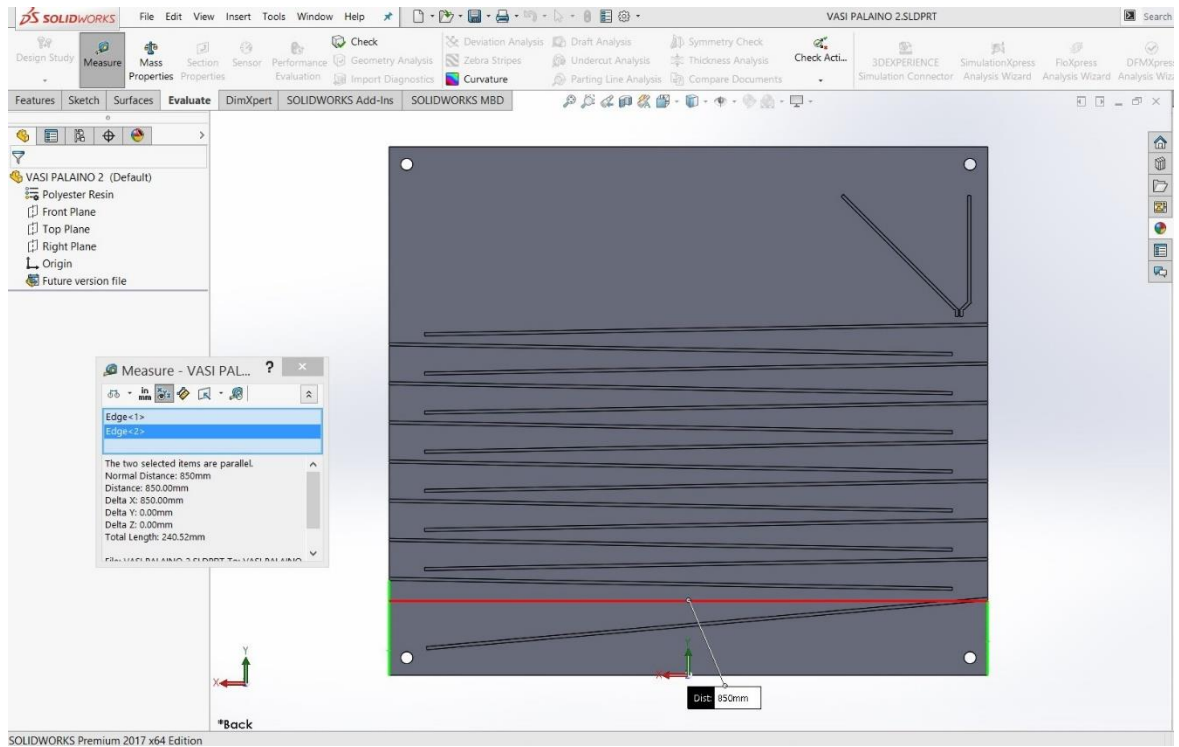 SOLIDWORKS File Edit View Insert Tools Window Help VASI PALAINO 2.SLDPRT Search
Design Study Measure Mass Properties Section Properties Sensor Performance Evaluation Check Geometry Analysis Import Diagnostics Deviation Analysis Zebra Stripes Curvature Draft Analysis Undercut Analysis Parting Line Analysis Symmetry Check Thickness Analysis Compare Documents Check Acti... 3DEXPERIENCE Simulation Connector SimulationXpress Analysis Wizard FloXpress Analysis Wizard DFMXpres Analysis Wiz
Features Sketch Surfaces Evaluate DimXpert SOLIDWORKS Add-Ins SOLIDWORKS MBD
VASI PALAINO 2 (Default)
Polyester Resin
Front Plane
Top Plane
Right Plane
Origin
Future version file
Measure - VASI PAL... ?
in
mm
Edge<1>
Edge<2>
The two selected items are parallel.
Normal Distance: 850mm
Distance: 850.00mm
Delta X: 850.00mm
Delta Y: 0.00mm
Delta Z: 0.00mm
Total Length: 240.52mm
Y
X
Y
X
Dist: 850mm
*Back
SOLIDWORKS Premium 2017 x64 Edition